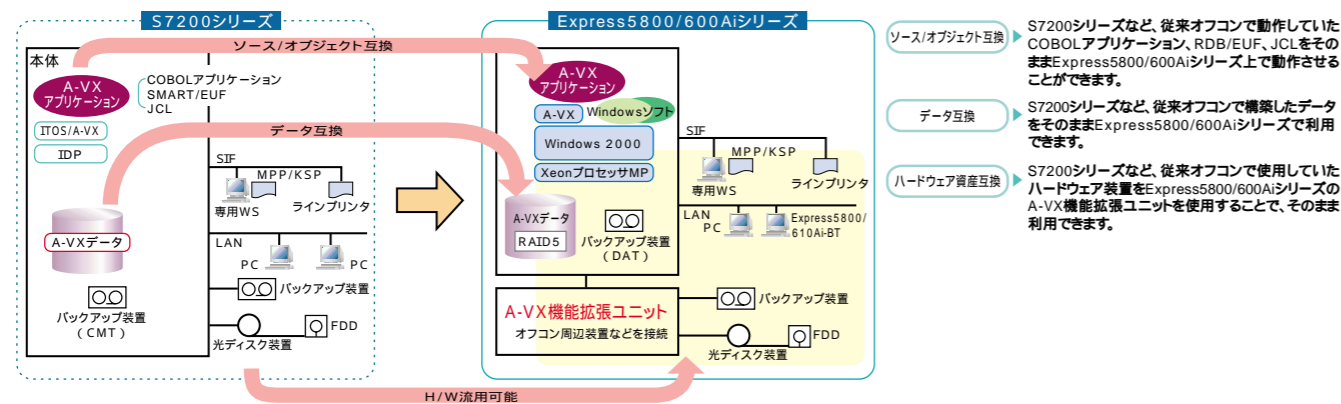 S7200シリーズ
ソース/オブジェクト互換
本体
A-VX
アプリケーション
COBOLアプリケーション
SMART/EUF
JCL
ITOS/A-VX
IDP
データ互換
SIF
MPP/KSP
専用WS
ラインプリンタ
A-VXデータ
LAN
PC
PC
バックアップ装置
バックアップ装置
(CMT)
FDD
光ディスク装置
H/W流用可能
Express5800/600Aiシリーズ
A-VX
アプリケーション
A-VX
Windowsソフト
Windows 2000
XeonプロセッサMP
SIF
MPP/KSP
専用WS
ラインプリンタ
A-VXデータ
RAID5
バックアップ装置
(DAT)
LAN
PC
Express5800/
610Ai-BT
A-VX機能拡張ユニット
オフコン周辺装置などを接続
バックアップ装置
FDD
光ディスク装置
ソース/オブジェクト互換
S7200シリーズなど、従来オフコンで動作していた
COBOLアプリケーション、RDB/EUF、JCLをその
ままExpress5800/600Aiシリーズ上で動作させる
ことができます。
データ互換
S7200シリーズなど、従来オフコンで構築したデータ
をそのままExpress5800/600Aiシリーズで利用
できます。
ハードウェア資産互換
S7200シリーズなど、従来オフコンで使用していた
ハードウェア装置をExpress5800/600Aiシリーズの
A-VX機能拡張ユニットを使用することで、そのまま
利用できます。